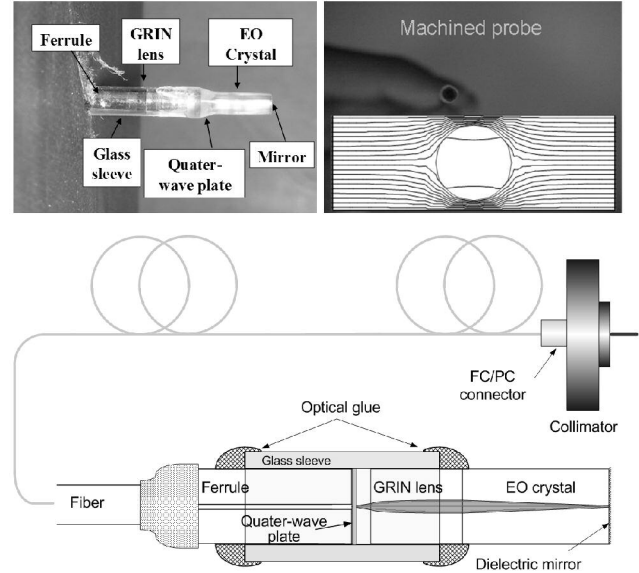 Ferrule
GRIN
lens
EO
Crystal
Glass
sleeve
Quater-
wave plate
Mirror
Machined probe
FC/PC
connector
Collimator
Optical glue
Glass sleeve
Fiber
Ferrule
GRIN lens
EO crystal
Quater-wave
plate
Dielectric mirror